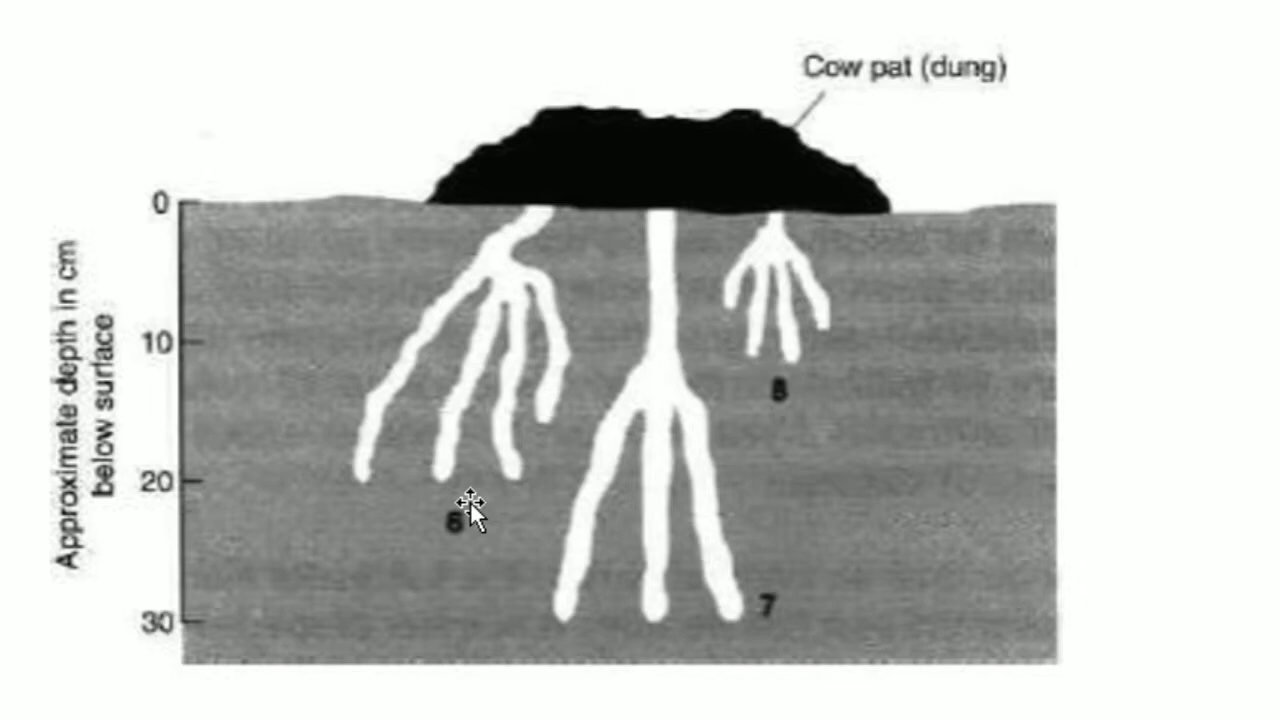 Cow pat (dung)
0
Approximate depth in cm
below surface
10
8
20
6
7
30